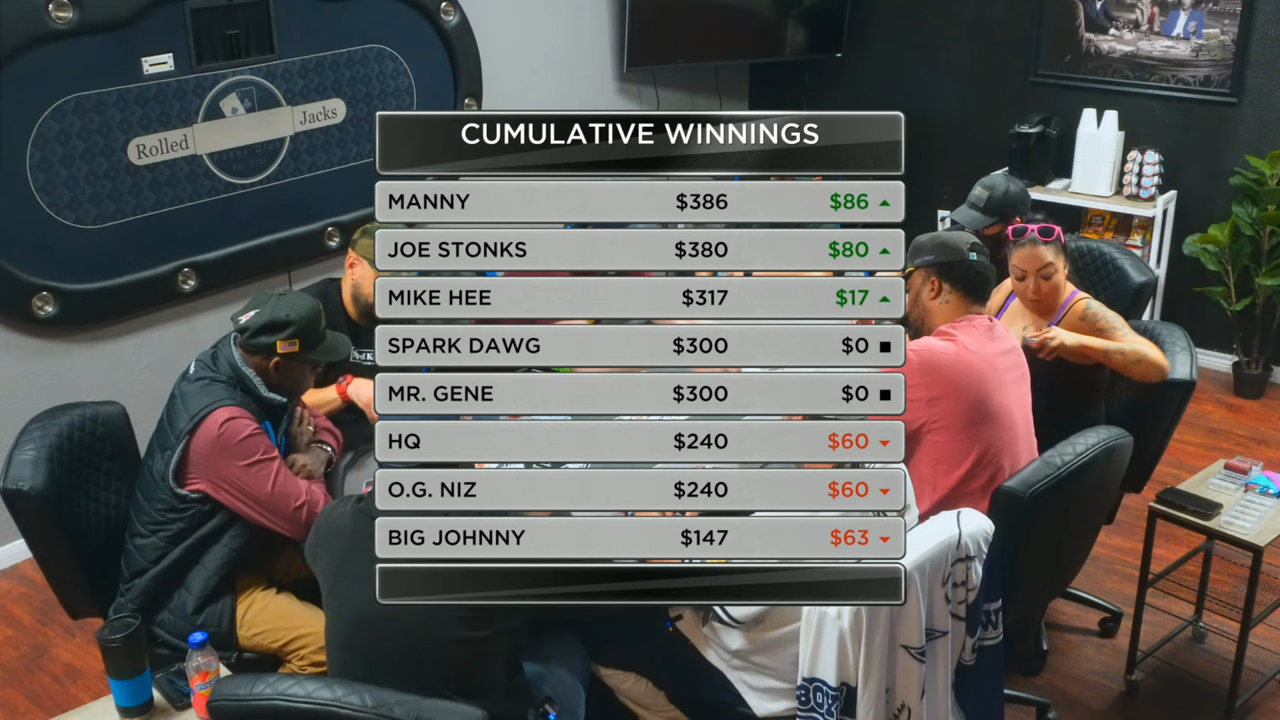 Rolled
Jacks
CUMULATIVE WINNINGS
MANNY $386 $86 ▲
JOE STONKS $380 $80 ▲
MIKE HEE $317 $17 ▲
SPARK DAWG $300 $0 ■
MR. GENE $300 $0 ■
HQ $240 $60 ▼
O.G. NIZ $240 $60 ▼
BIG JOHNNY $147 $63 ▼